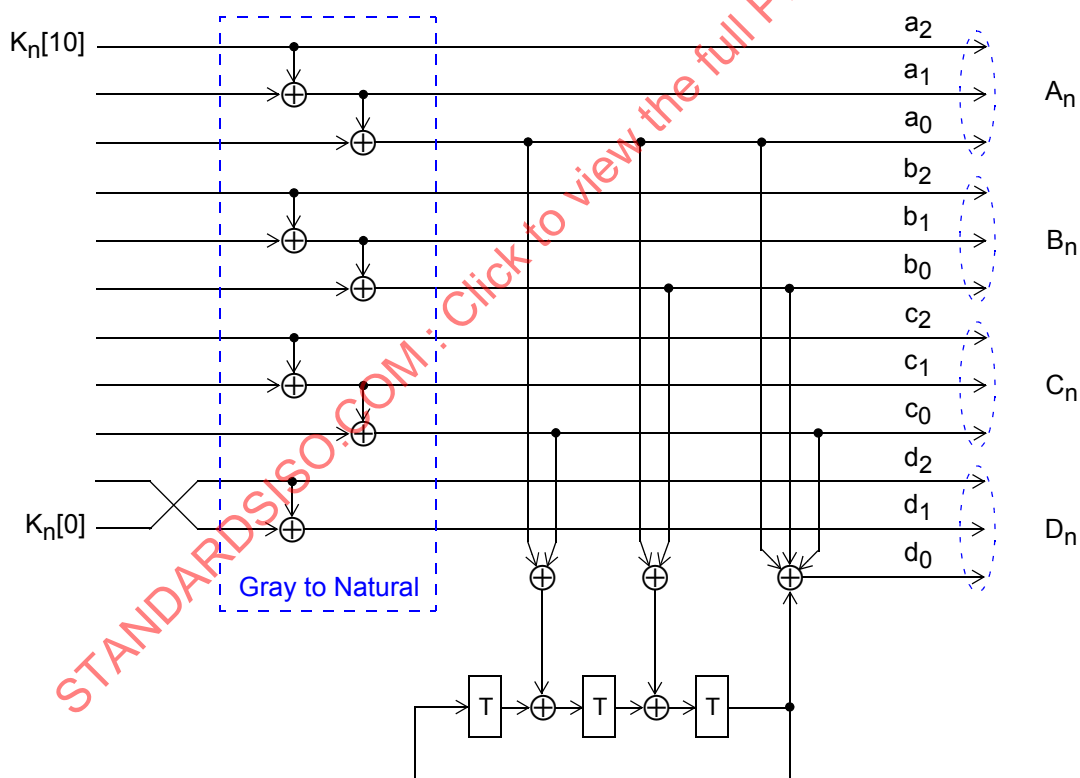 Kn[10]
a2
a1
An
a0
b2
b1
Bn
b0
c2
c1
Cn
c0
d2
Kn[0]
d1
Dn
d0
Gray to Natural
T
T
T
STANDARDSISO.COM : Click to view the full